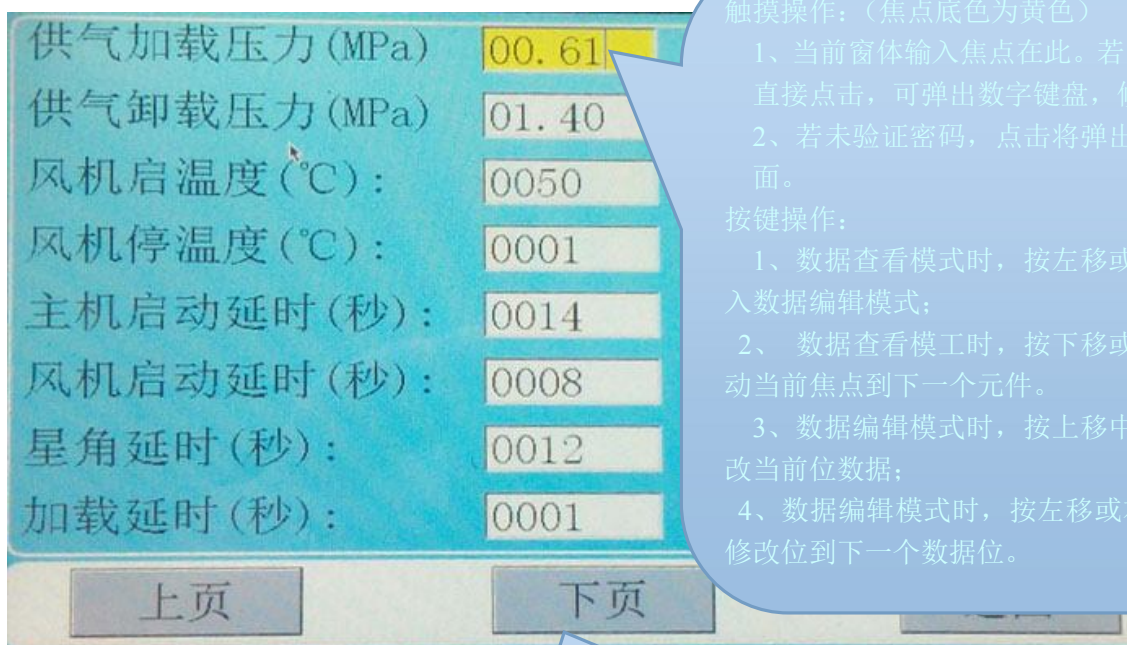 供气加载压力(MPa) 00.61
供气卸载压力(MPa) 01.40
风机启温度(℃): 0050
风机停温度(℃): 0001
主机启动延时(秒): 0014
风机启动延时(秒): 0008
星角延时(秒): 0012
加载延时(秒): 0001
上页 下页
触摸操作:(焦点底色为黄色)
1、当前窗体输入焦点在此。若
直接点击,可弹出数字键盘,
2、若未验证密码,点击将弹出
面。
按键操作:
1、数据查看模式时,按左移或
入数据编辑模式;
2、 数据查看模工时,按下移或
动当前焦点到下一个元件。
3、数据编辑模式时,按上移中
改当前位数据;
4、数据编辑模式时,按左移或
修改位到下一个数据位。